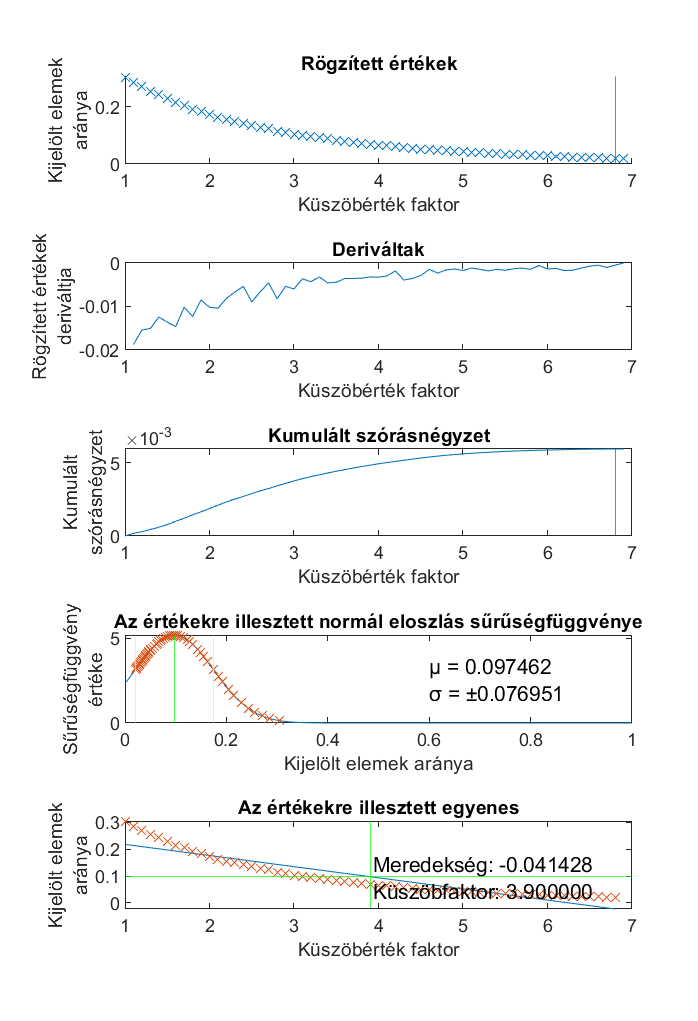 Rögzített értékek
Kijelölt elemek
aránya
0.2
0
1
2
3
4
5
6
7
Küszöbérték faktor
Deriváltak
Rögzített értékek
deriváltja
0
-0.01
-0.02
1
2
3
4
5
6
7
Küszöbérték faktor
×10-3
Kumulált szórásnégyzet
Kumulált
szórásnégyzet
5
0
1
2
3
4
5
6
7
Küszöbérték faktor
Az értékekre illesztett normál eloszlás sűrűségfüggvénye
Sűrűségfüggvény
értéke
5
0
μ = 0.097462
σ = ±0.076951
0
0.2
0.4
0.6
0.8
1
Kijelölt elemek aránya
Az értékekre illesztett egyenes
Kijelölt elemek
aránya
0.3
0.2
0.1
0
Meredekség: -0.041428
Küszöbfaktor: 3.900000
1
2
3
4
5
6
7
Küszöbérték faktor